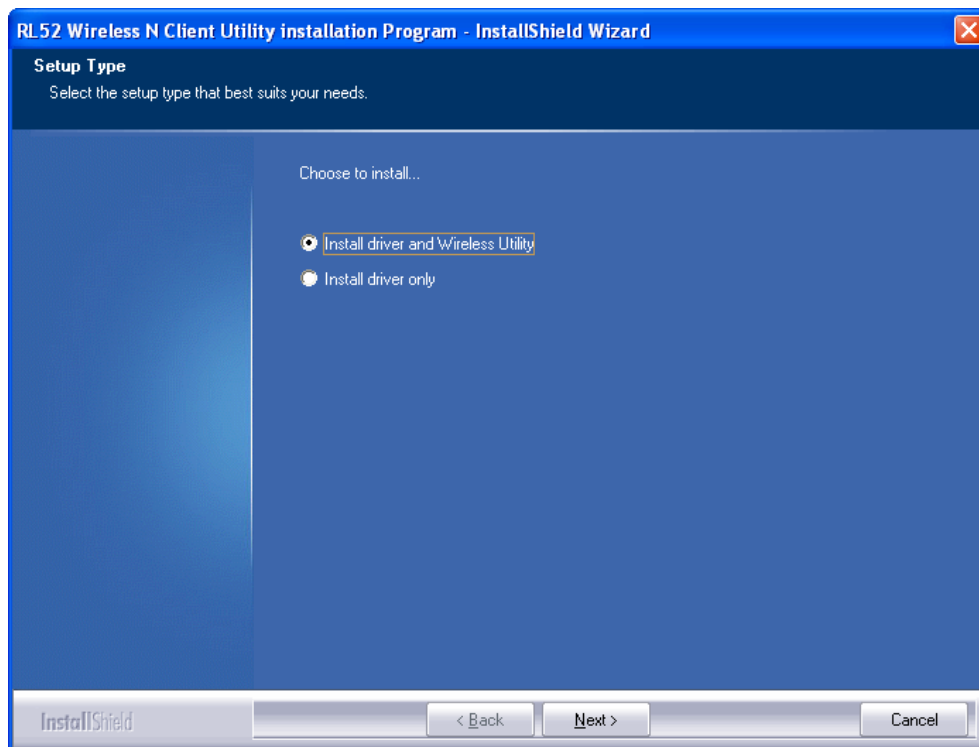 RL52 Wireless N Client Utility installation Program - InstallShield Wizard
Setup Type
Select the setup type that best suits your needs.
Choose to install...
Install driver and Wireless Utility
Install driver only
InstallShield
< Back
Next >
Cancel